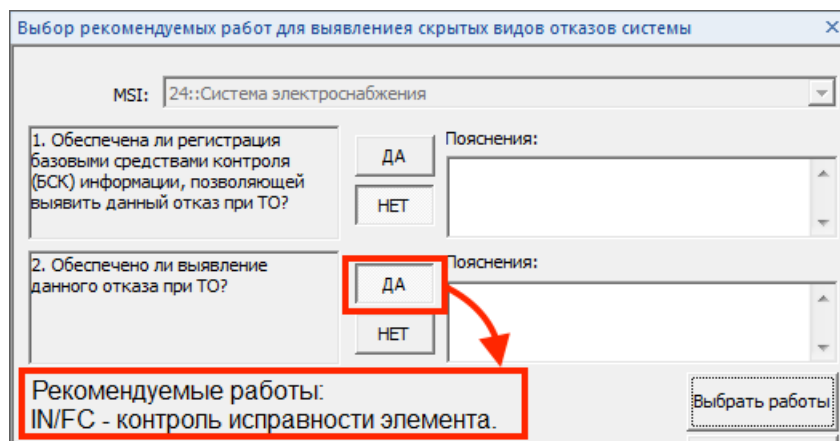 Выбор рекомендуемых работ для выявлениея скрытых видов отказов системы
MSI: 24::Система электроснабжения
1. Обеспечена ли регистрация
базовыми средствами контроля
(БСК) информации, позволяющей
выявить данный отказ при ТО?
ДА
НЕТ
Пояснения:
2. Обеспечено ли выявление
данного отказа при ТО?
ДА
НЕТ
Пояснения:
Рекомендуемые работы:
IN/FC - контроль исправности элемента.
Выбрать работы